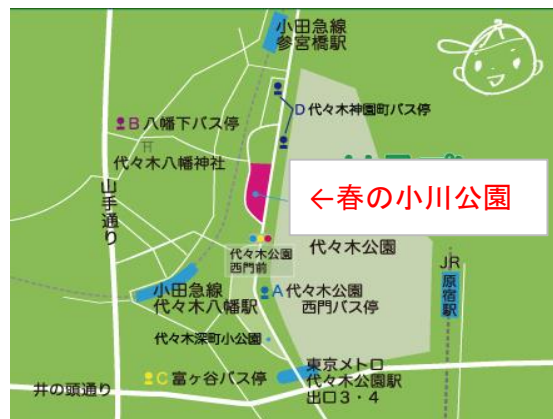 小田急線
参宮橋駅
D 代々木神園町バス停
B 八幡下バス停
代々木八幡神社
山手通り
←春の小川公園
代々木公園
西門前
代々木公園
JR
原宿駅
小田急線
代々木八幡駅
A 代々木公園
西門バス停
代々木深町小公園
東京メトロ
代々木公園駅
出口3・4
C 富ヶ谷バス停
井の頭通り